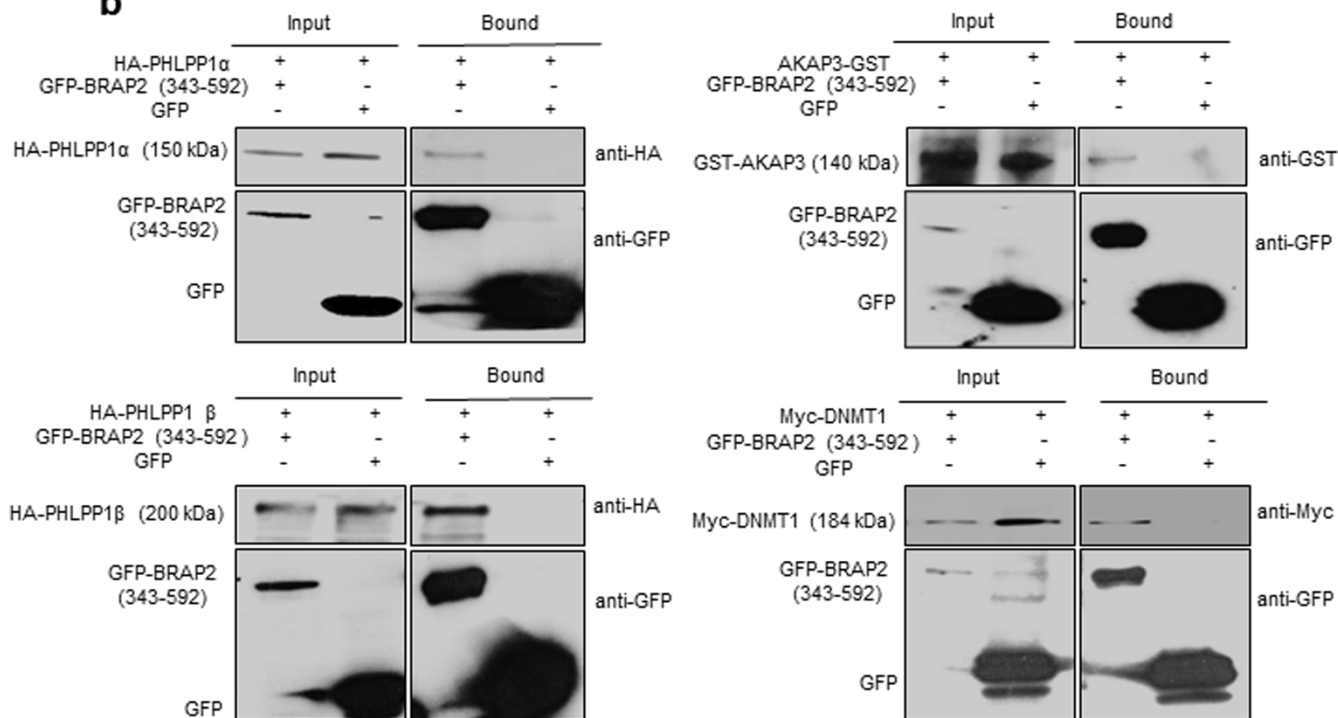 b
Input Bound
HA-PHLPP1α + + + +
GFP-BRAP2 (343-592) + - + -
GFP - + - +
HA-PHLPP1α (150 kDa) anti-HA
GFP-BRAP2
(343-592)
anti-GFP
GFP
Input Bound
AKAP3-GST + + + +
GFP-BRAP2 (343-592) + - + -
GFP - + - +
GST-AKAP3 (140 kDa) anti-GST
GFP-BRAP2
(343-592) anti-GFP
GFP
Input Bound
HA-PHLPP1 β + + + +
GFP-BRAP2 (343-592) + - + -
GFP - + - +
HA-PHLPP1β (200 kDa) anti-HA
GFP-BRAP2
(343-592) anti-GFP
GFP
Input Bound
Myc-DNMT1 + + + +
GFP-BRAP2 (343-592) + - + -
GFP - + - +
Myc-DNMT1 (184 kDa) anti-Myc
GFP-BRAP2
(343-592) anti-GFP
GFP